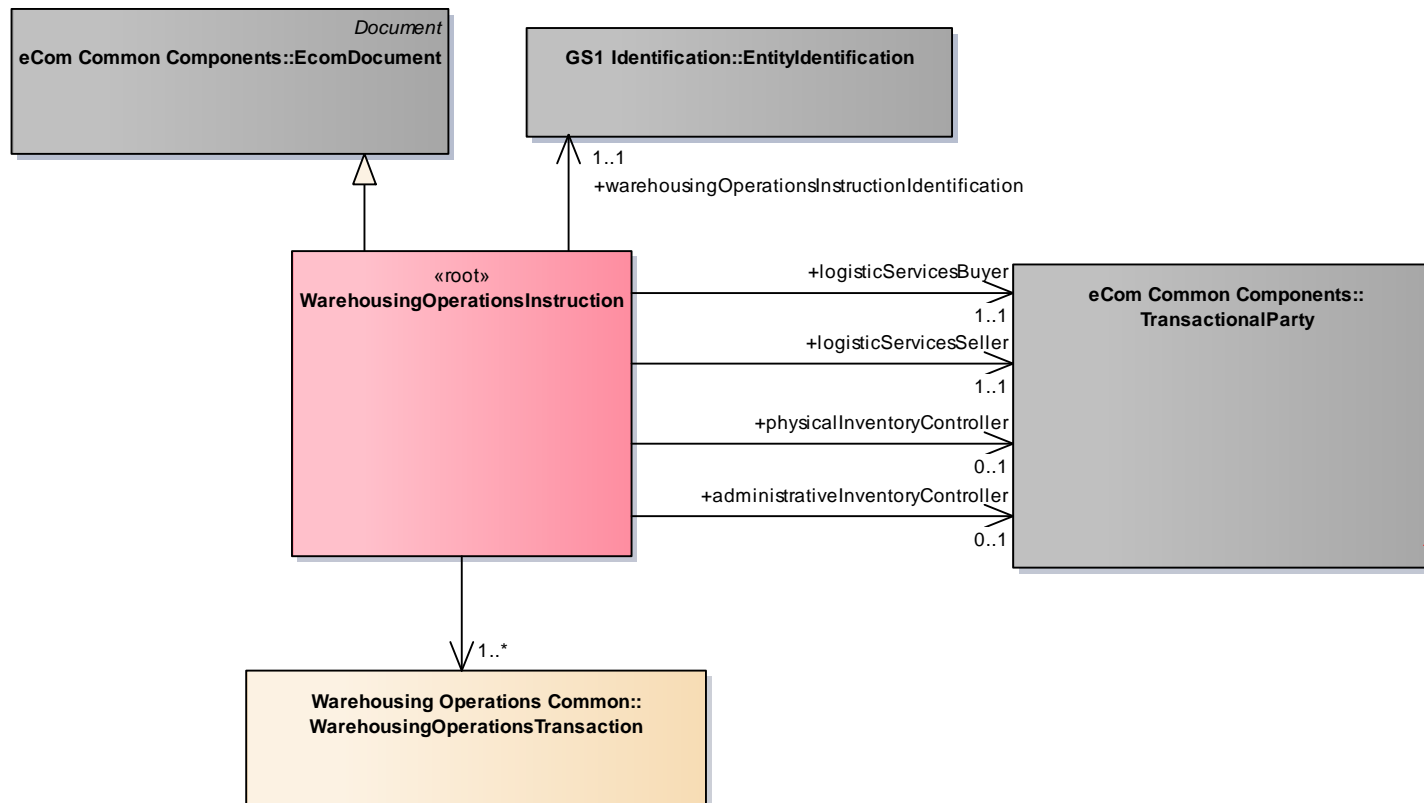 Document
eCom Common Components::EcomDocument
GS1 Identification::EntityIdentification
1..1
+warehousingOperationsInstructionIdentification
«root»
WarehousingOperationsInstruction
+logisticServicesBuyer
1..1
+logisticServicesSeller
1..1
+physicalInventoryController
0..1
+administrativeInventoryController
0..1
eCom Common Components::
TransactionalParty
1..*
Warehousing Operations Common::
WarehousingOperationsTransaction